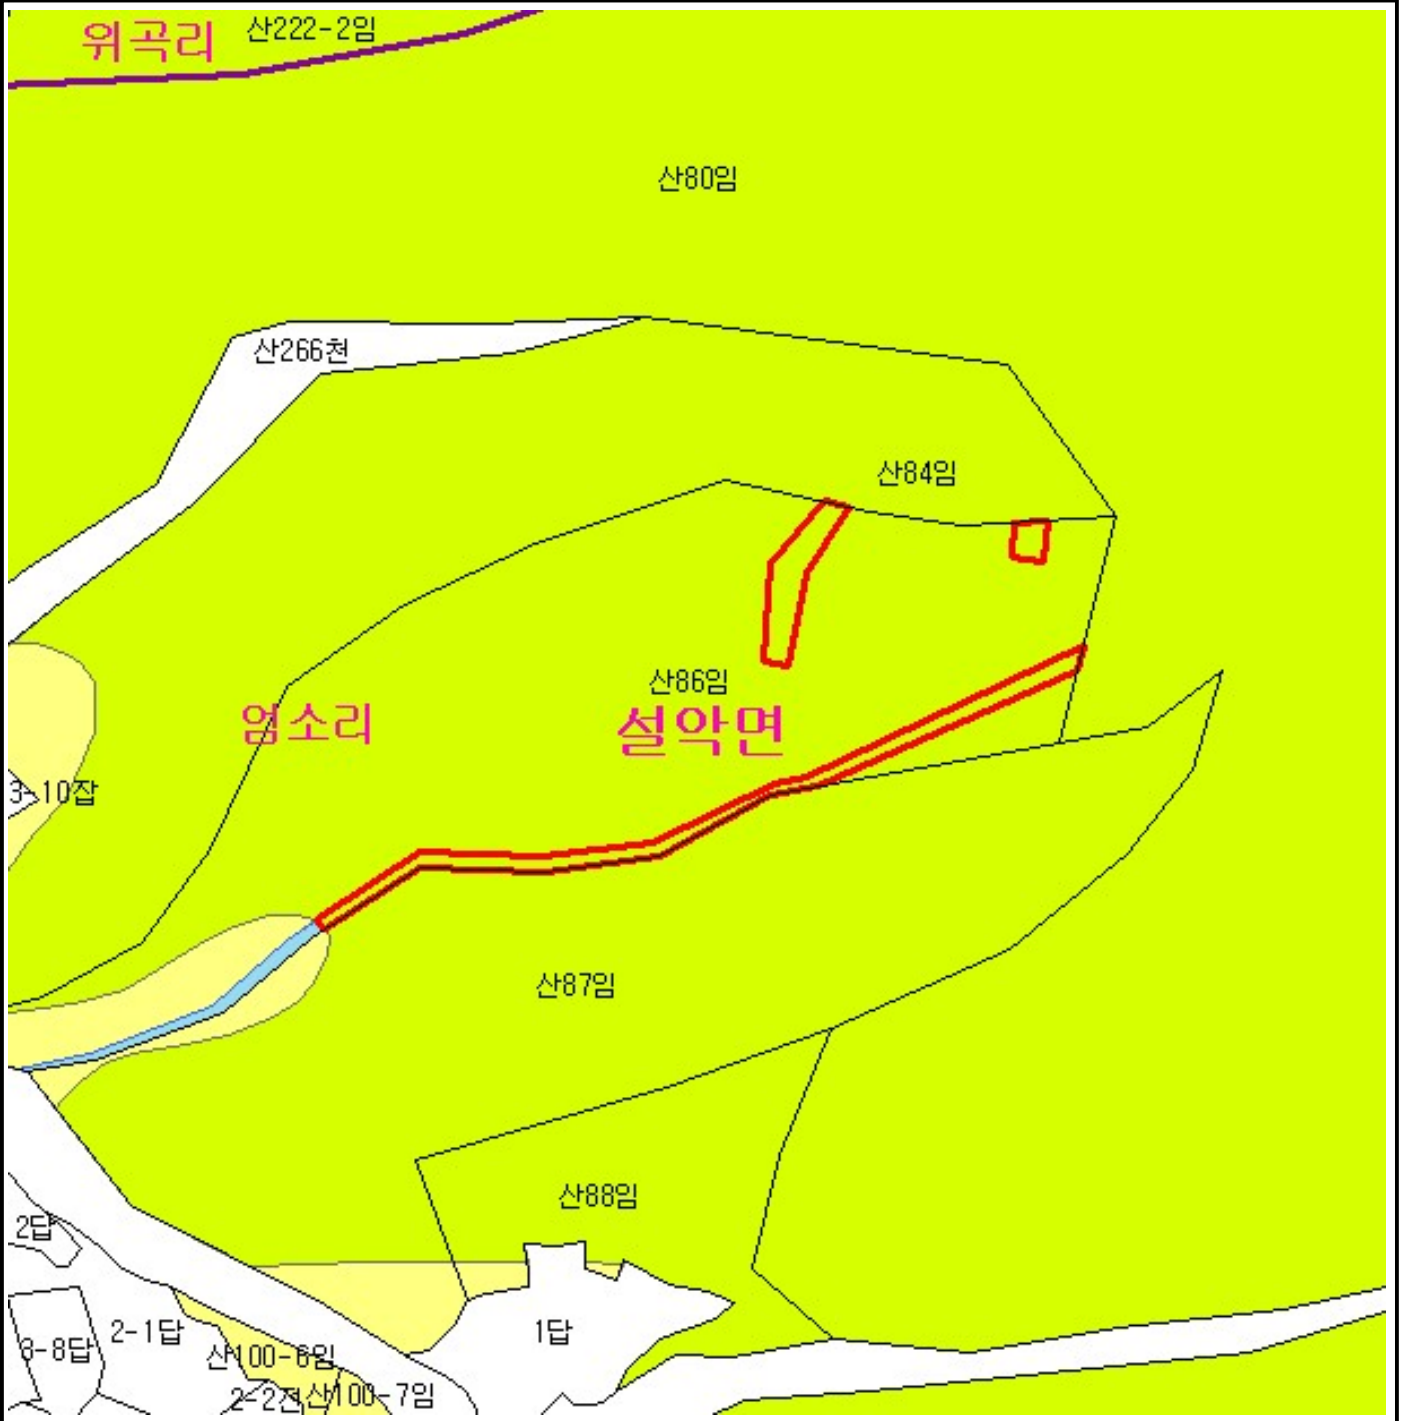 위곡리
산222-2임
산80임
산266천
산84임
산86임
엄소리
설악면
3-10잡
산87임
산88임
2답
2-1답
1답
8-8답
산100-6임
2-2전
산100-7임